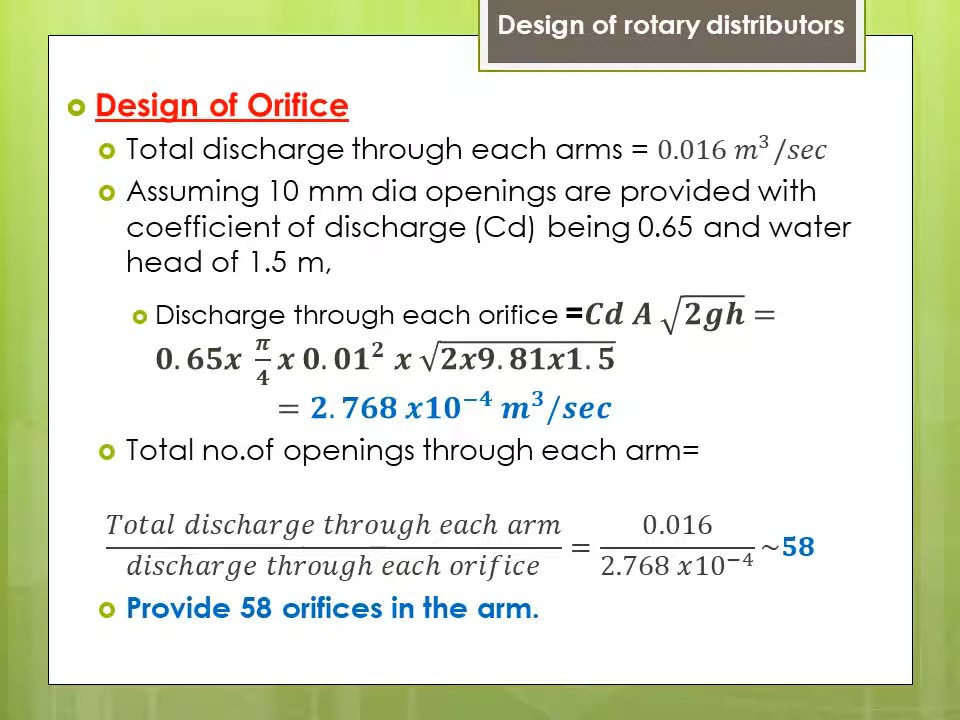 Design of rotary distributors
Design of Orifice
Total discharge through each arms = 0.016 m³/sec
Assuming 10 mm dia openings are provided with
coefficient of discharge (Cd) being 0.65 and water
head of 1.5 m,
Discharge through each orifice =Cd A √2gh =
0.65x π/4 x 0.01² x √2x9.81x1.5
= 2.768 x10⁻⁴ m³/sec
Total no.of openings through each arm=
Total discharge through each arm / discharge through each orifice = 0.016 / 2.768 x10⁻⁴ ~58
Provide 58 orifices in the arm.